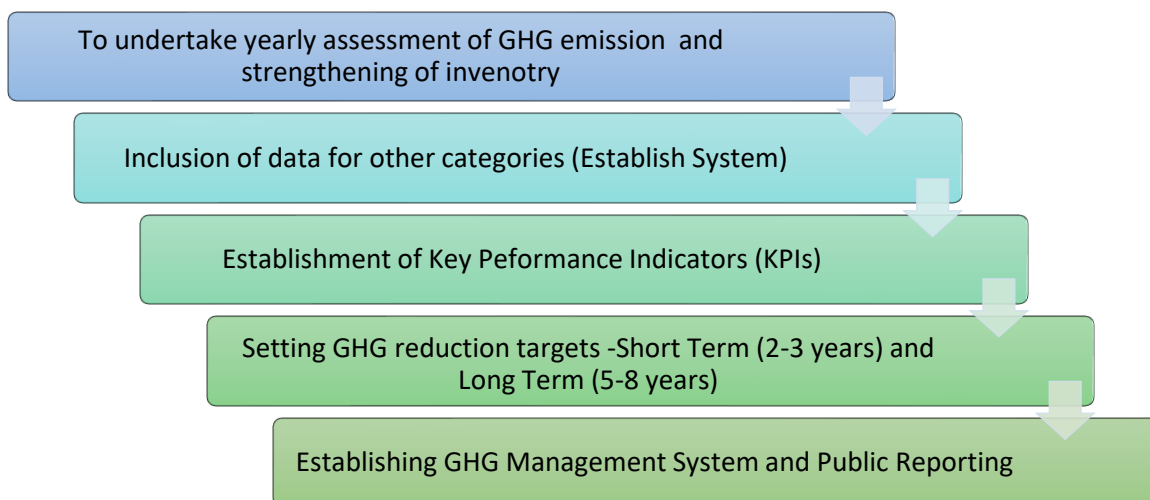 To undertake yearly assessment of GHG emission and
strengthening of invenotry
Inclusion of data for other categories (Establish System)
Establishment of Key Peformance Indicators (KPIs)
Setting GHG reduction targets -Short Term (2-3 years) and
Long Term (5-8 years)
Establishing GHG Management System and Public Reporting